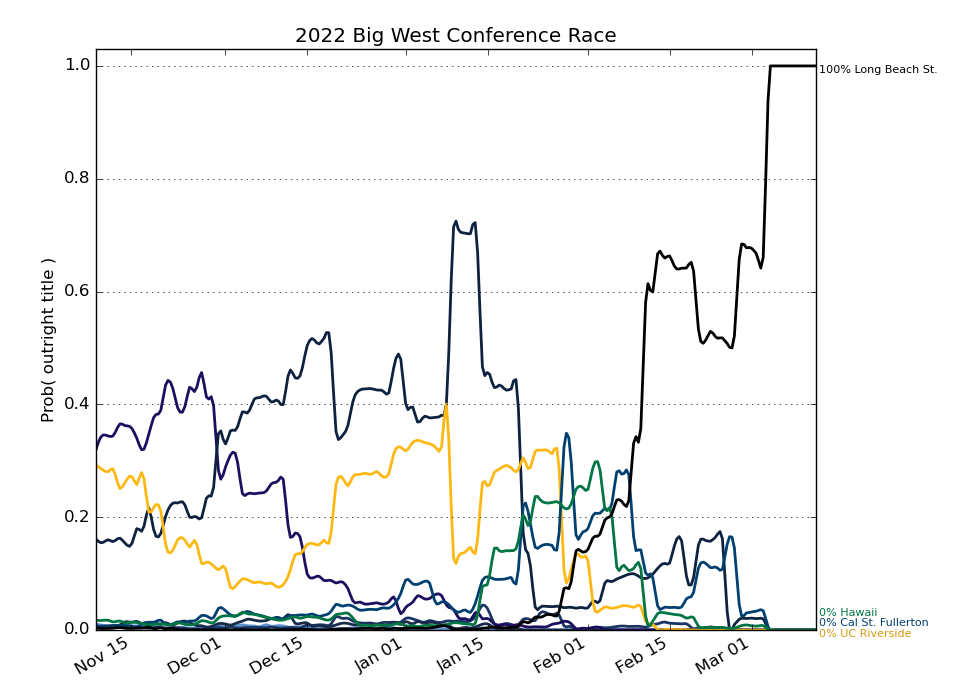 2022 Big West Conference Race
Prob( outright title )
1.0
0.8
0.6
0.4
0.2
0.0
Nov 15
Dec 01
Dec 15
Jan 01
Jan 15
Feb 01
Feb 15
Mar 01
100% Long Beach St.
0% Hawaii
0% Cal St. Fullerton
0% UC Riverside